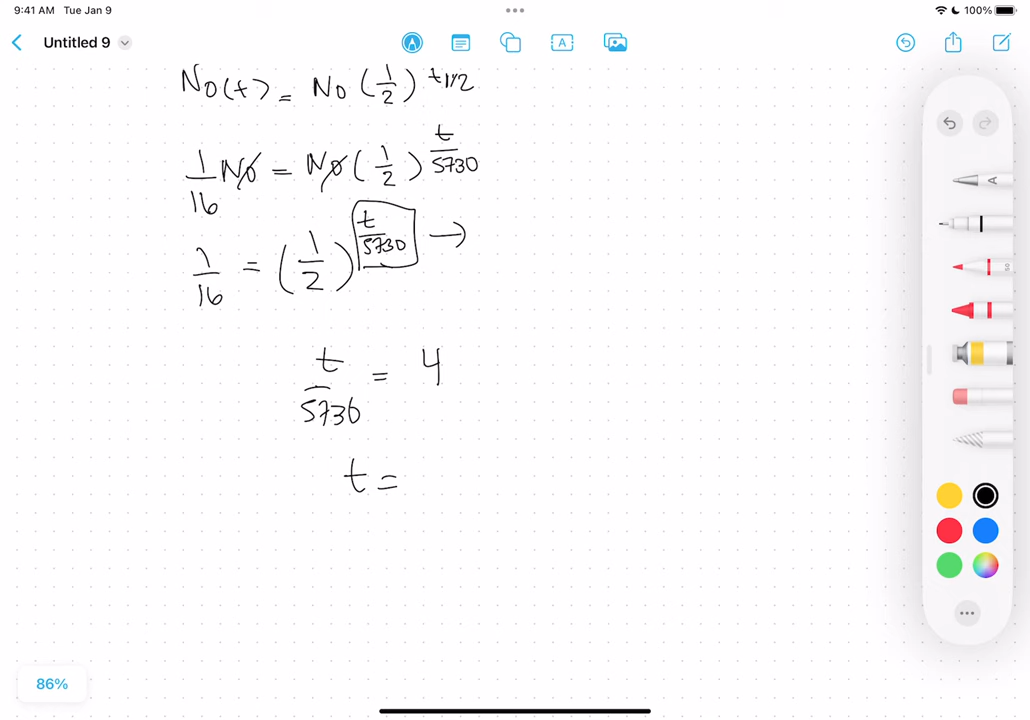 9:41 AM Tue Jan 9
100%
Untitled 9
N0(t) = N0 (1/2)^t1/2
1/16 N0 = N0 (1/2)^t/5730
1/16 = (1/2)^t/5730 →
t/5730 = 4
t =
86%